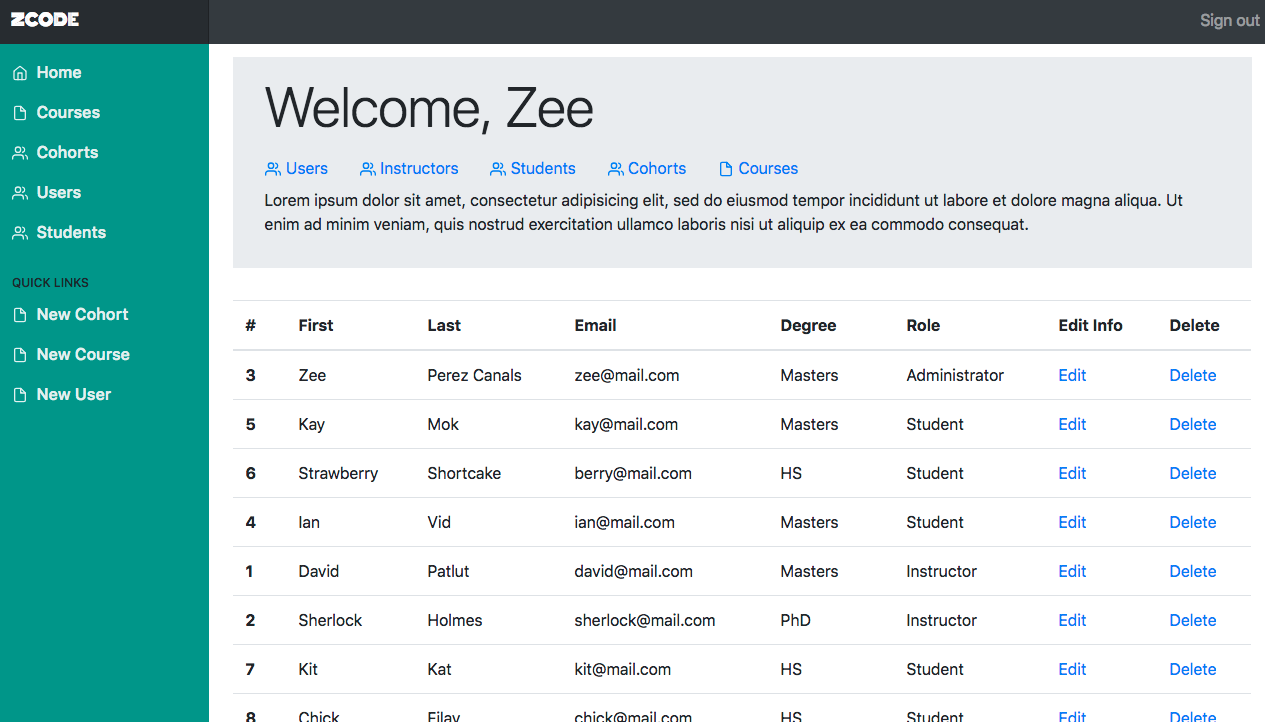 ZCODE
Sign out
Home
Courses
Cohorts
Users
Students
QUICK LINKS
New Cohort
New Course
New User
Welcome, Zee
Users Instructors Students Cohorts Courses
Lorem ipsum dolor sit amet, consectetur adipisicing elit, sed do eiusmod tempor incididunt ut labore et dolore magna aliqua. Ut
enim ad minim veniam, quis nostrud exercitation ullamco laboris nisi ut aliquip ex ea commodo consequat.
# First Last Email Degree Role Edit Info Delete
3 Zee Perez Canals zee@mail.com Masters Administrator Edit Delete
5 Kay Mok kay@mail.com Masters Student Edit Delete
6 Strawberry Shortcake berry@mail.com HS Student Edit Delete
4 Ian Vid ian@mail.com Masters Student Edit Delete
1 David Patlut david@mail.com Masters Instructor Edit Delete
2 Sherlock Holmes sherlock@mail.com PhD Instructor Edit Delete
7 Kit Kat kit@mail.com HS Student Edit Delete
8 Chick chick@mail.com HS Student Edit Delete